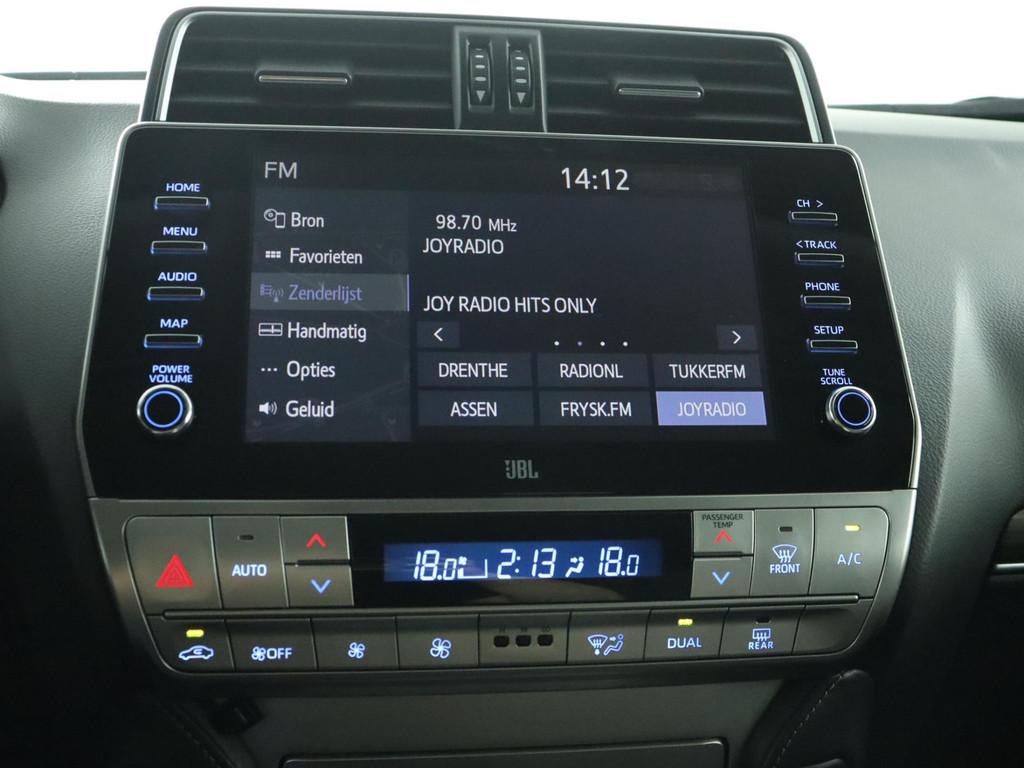 FM
14:12
HOME
MENU
AUDIO
MAP
POWER
VOLUME
Bron
Favorieten
Zenderlijst
Handmatig
Opties
Geluid
98.70 MHz
JOYRADIO
JOY RADIO HITS ONLY
DRENTHE
RADIONL
TUKKERFM
ASSEN
FRYSK.FM
JOYRADIO
CH >
< TRACK
PHONE
SETUP
TUNE
SCROLL
JBL
AUTO
18.0
2:13
18.0
PASSENGER
TEMP
FRONT
A/C
OFF
DUAL
REAR